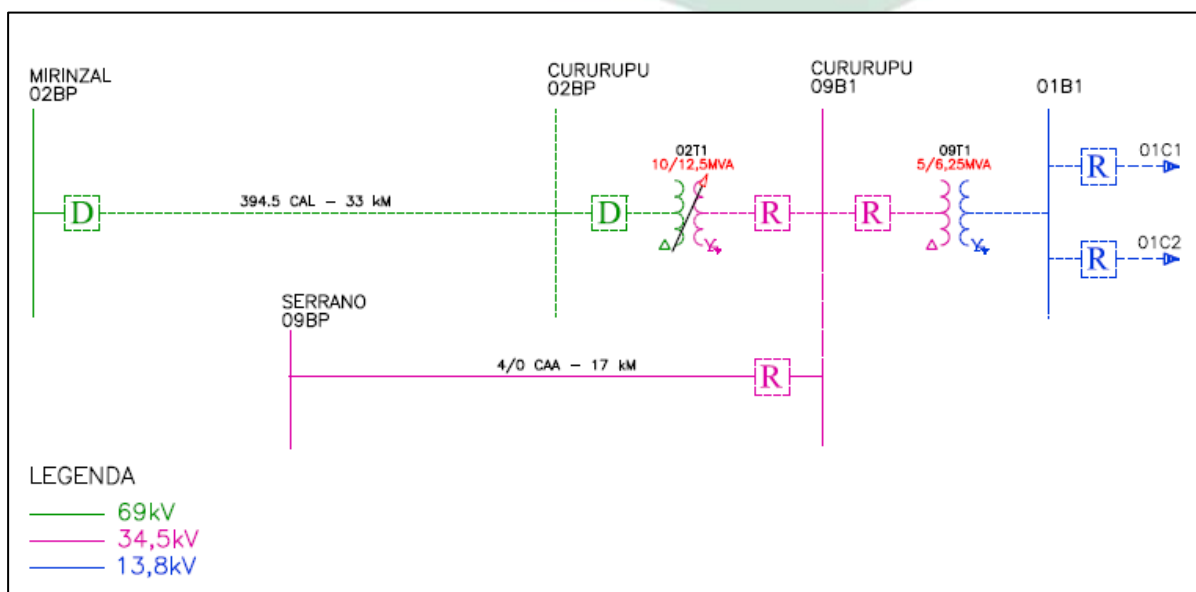 MIRINZAL
02BP
CURURUPU
02BP
CURURUPU
09B1
01B1
02T1
10/12,5MVA
09T1
5/6,25MVA
01C1
R
D
394.5 CAL – 33 kM
D
R
R
R
01C2
SERRANO
09BP
4/0 CAA – 17 kM
R
LEGENDA
69kV
34,5kV
13,8kV